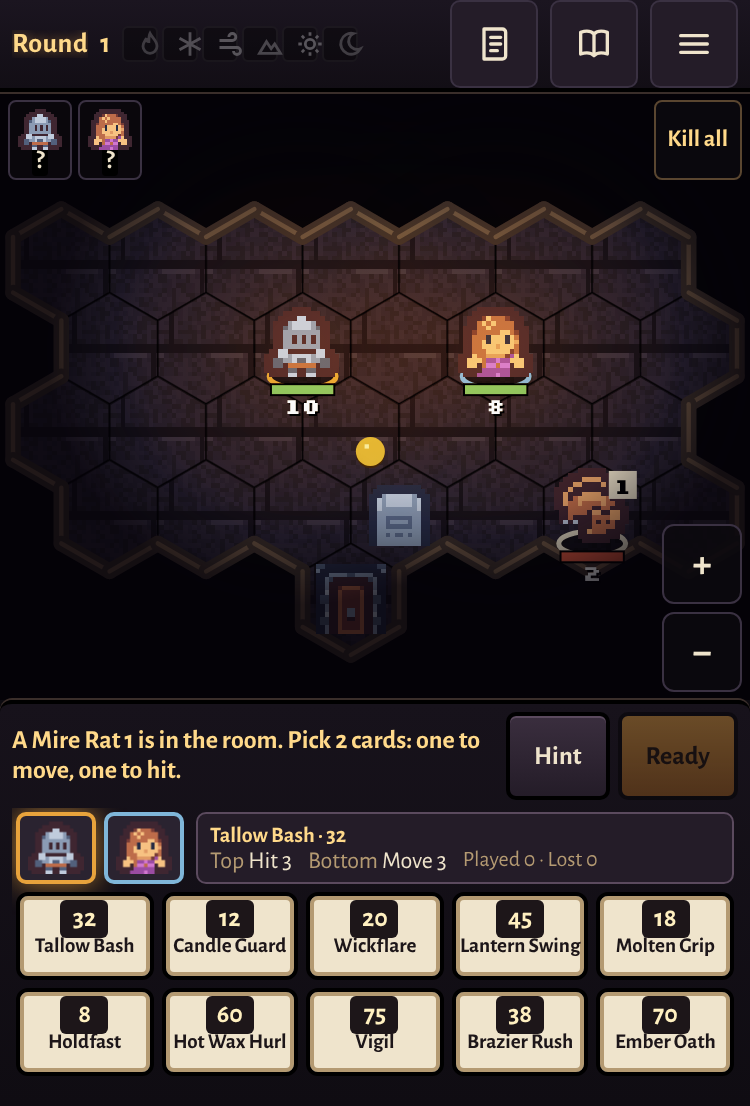 Round 1
? ?
Kill all
10
8
1
2
+
−
A Mire Rat 1 is in the room. Pick 2 cards: one to
move, one to hit.
Hint
Ready
Tallow Bash · 32
Top Hit 3 Bottom Move 3 Played 0 · Lost 0
32 12 20 45 18
Tallow Bash Candle Guard Wickflare Lantern Swing Molten Grip
8 60 75 38 70
Holdfast Hot Wax Hurl Vigil Brazier Rush Ember Oath